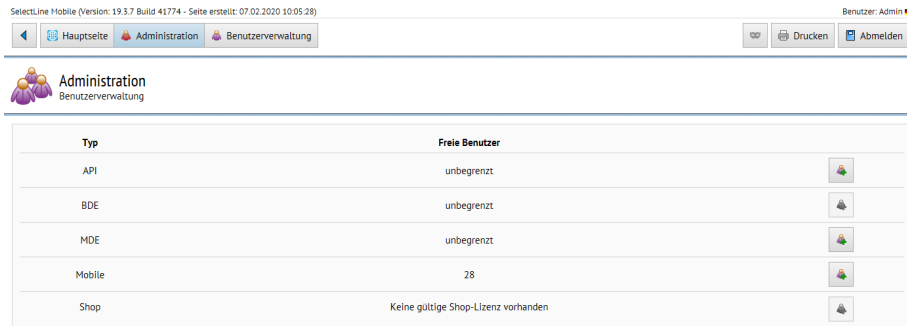 SelectLine Mobile (Version: 19.3.7 Build 41774 - Seite erstellt: 07.02.2020 10:05:28) Benutzer: Admin
Hauptseite Administration Benutzerverwaltung Drucken Abmelden
Administration
Benutzerverwaltung
Typ Freie Benutzer
API unbegrenzt
BDE unbegrenzt
MDE unbegrenzt
Mobile 28
Shop Keine gültige Shop-Lizenz vorhanden